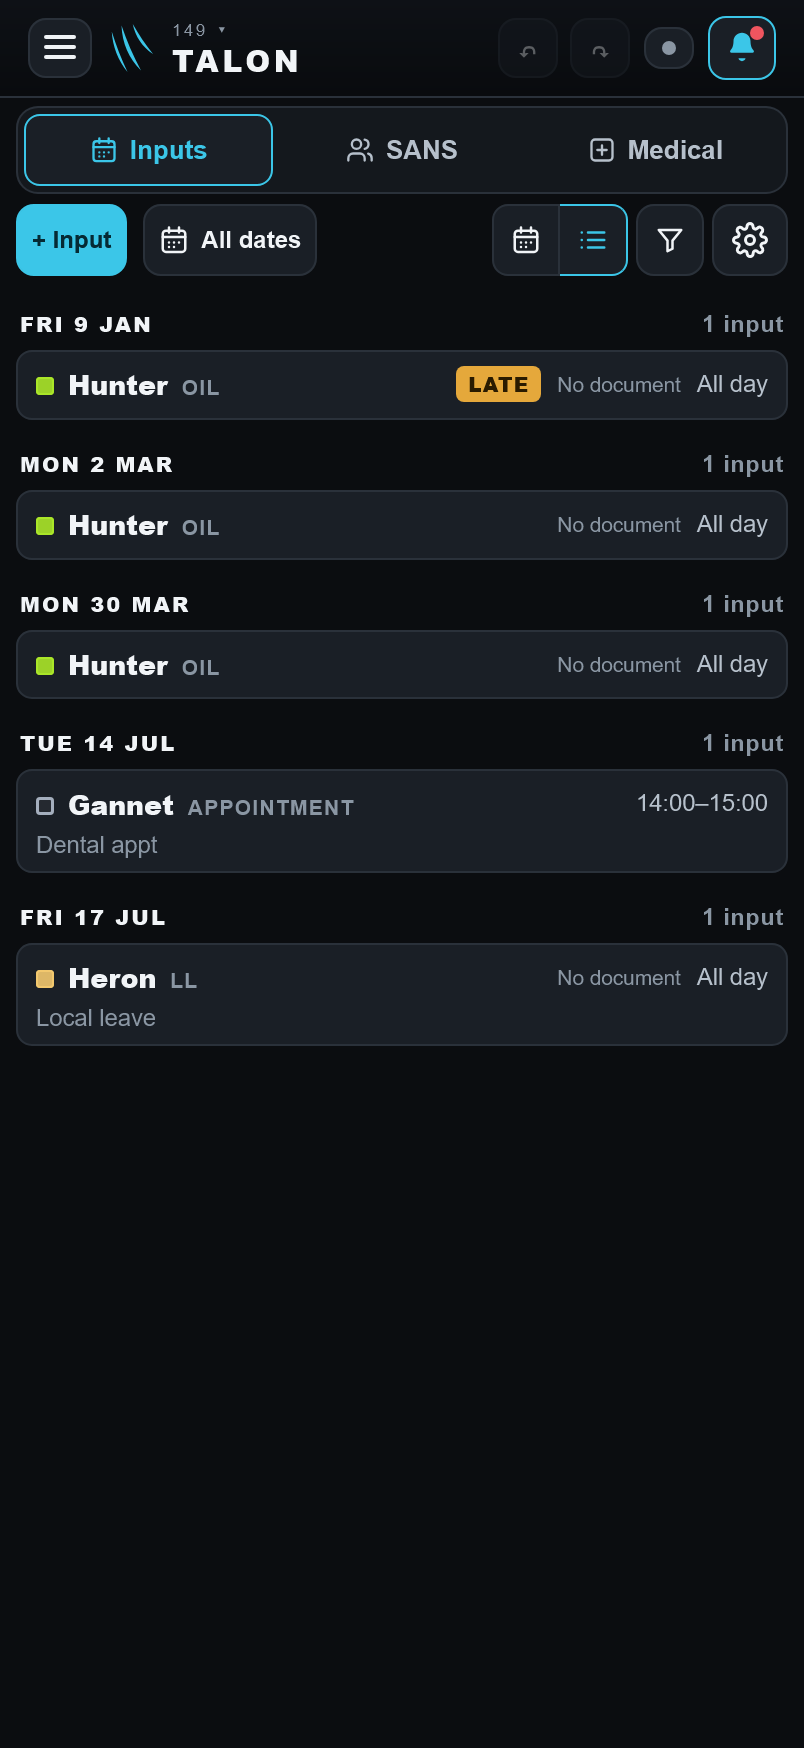 149 ▾
TALON
Inputs SANS Medical
+ Input All dates
FRI 9 JAN 1 input
Hunter OIL LATE No document All day
MON 2 MAR 1 input
Hunter OIL No document All day
MON 30 MAR 1 input
Hunter OIL No document All day
TUE 14 JUL 1 input
Gannet APPOINTMENT 14:00–15:00
Dental appt
FRI 17 JUL 1 input
Heron LL No document All day
Local leave